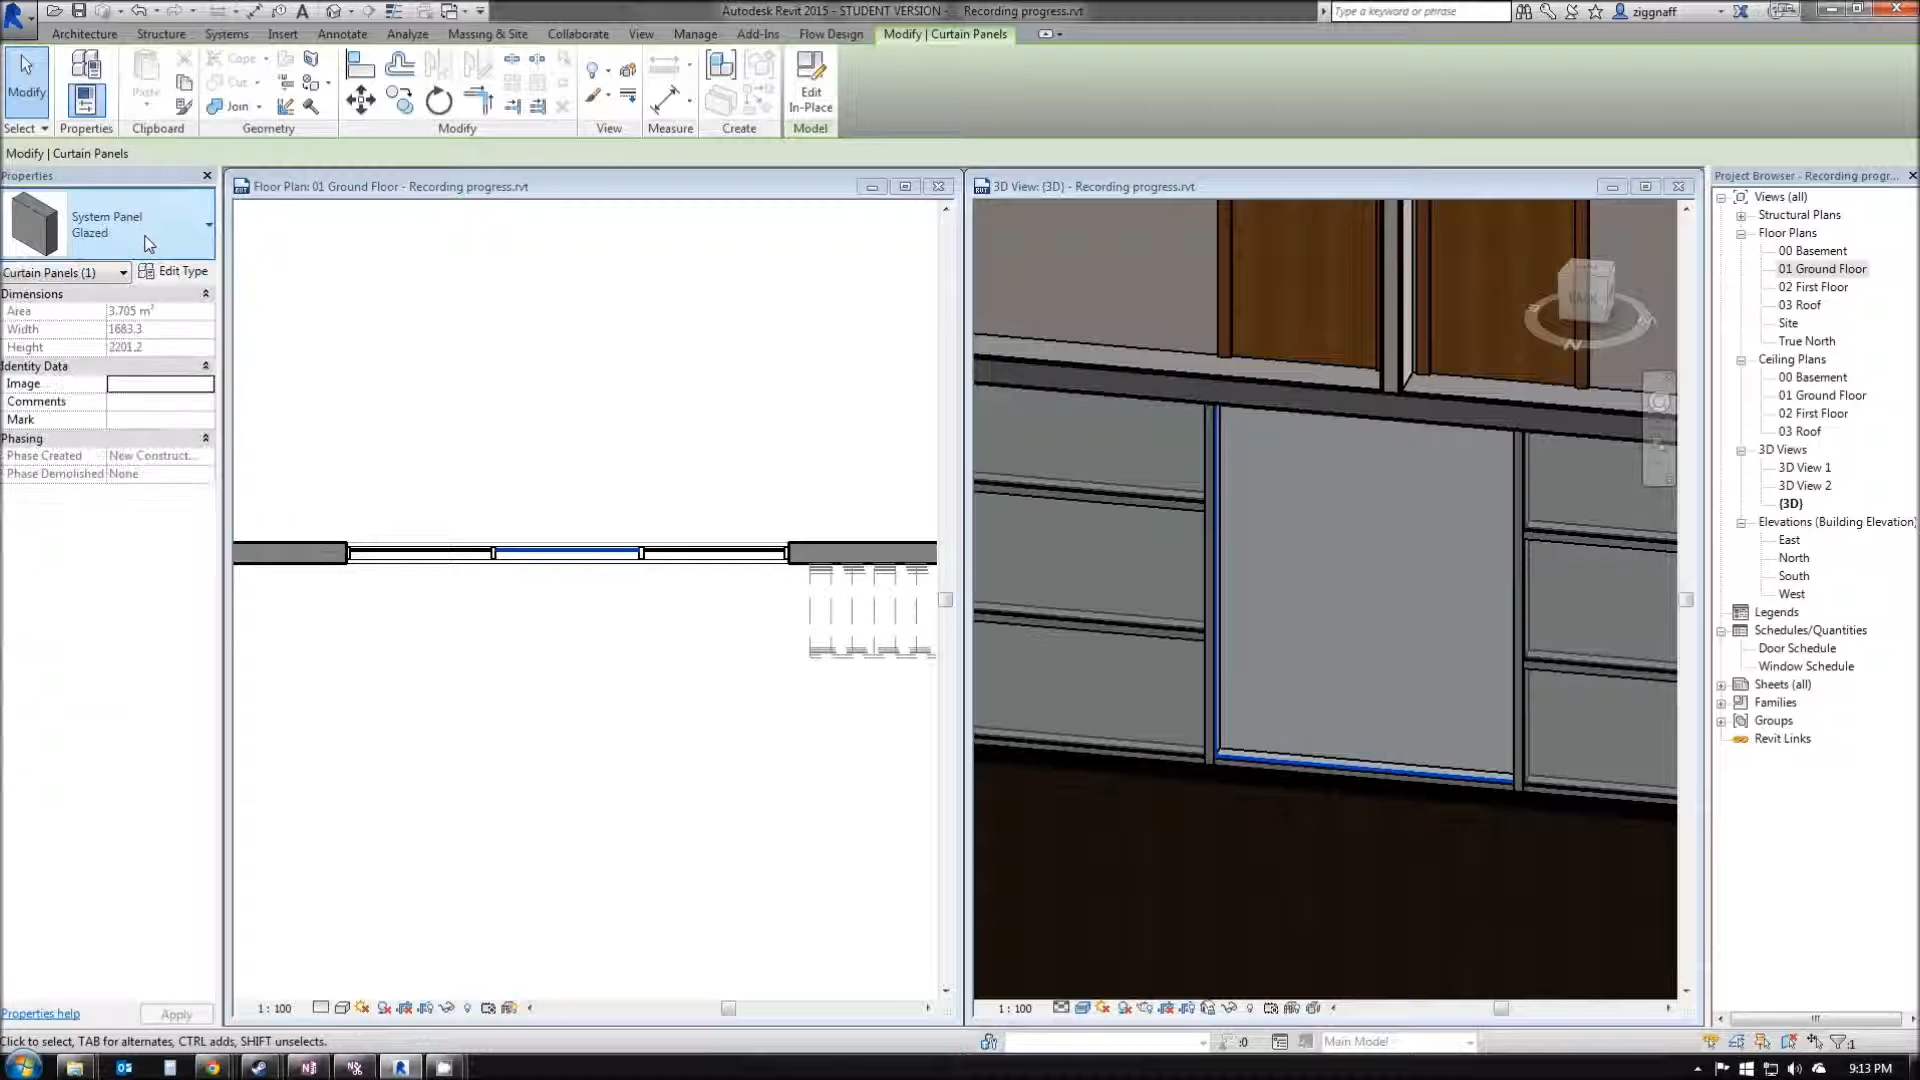 Autodesk Revit 2015 - STUDENT VERSION - Recording progress.rvt
Type a keyword or phrase
ziggnaff
Architecture Structure Systems Insert Annotate Analyze Massing & Site Collaborate View Manage Add-Ins Flow Design Modify | Curtain Panels
Modify
Paste
Cope
Cut
Join
Edit
In-Place
Select Properties Clipboard Geometry Modify View Measure Create Model
Modify | Curtain Panels
Properties
System Panel
Glazed
Curtain Panels (1)
Edit Type
Dimensions
Area 3.705 m²
Width 1683.3
Height 2201.2
Identity Data
Image
Comments
Mark
Phasing
Phase Created New Construct...
Phase Demolished None
Properties help
Apply
Floor Plan: 01 Ground Floor - Recording progress.rvt
1 : 100
3D View: {3D} - Recording progress.rvt
BACK
N
1 : 100
Project Browser - Recording progr...
Views (all)
Structural Plans
Floor Plans
00 Basement
01 Ground Floor
02 First Floor
03 Roof
Site
True North
Ceiling Plans
00 Basement
01 Ground Floor
02 First Floor
03 Roof
3D Views
3D View 1
3D View 2
{3D}
Elevations (Building Elevation)
East
North
South
West
Legends
Schedules/Quantities
Door Schedule
Window Schedule
Sheets (all)
Families
Groups
Revit Links
Click to select, TAB for alternates, CTRL adds, SHIFT unselects.
:0
Main Model
:1
9:13 PM